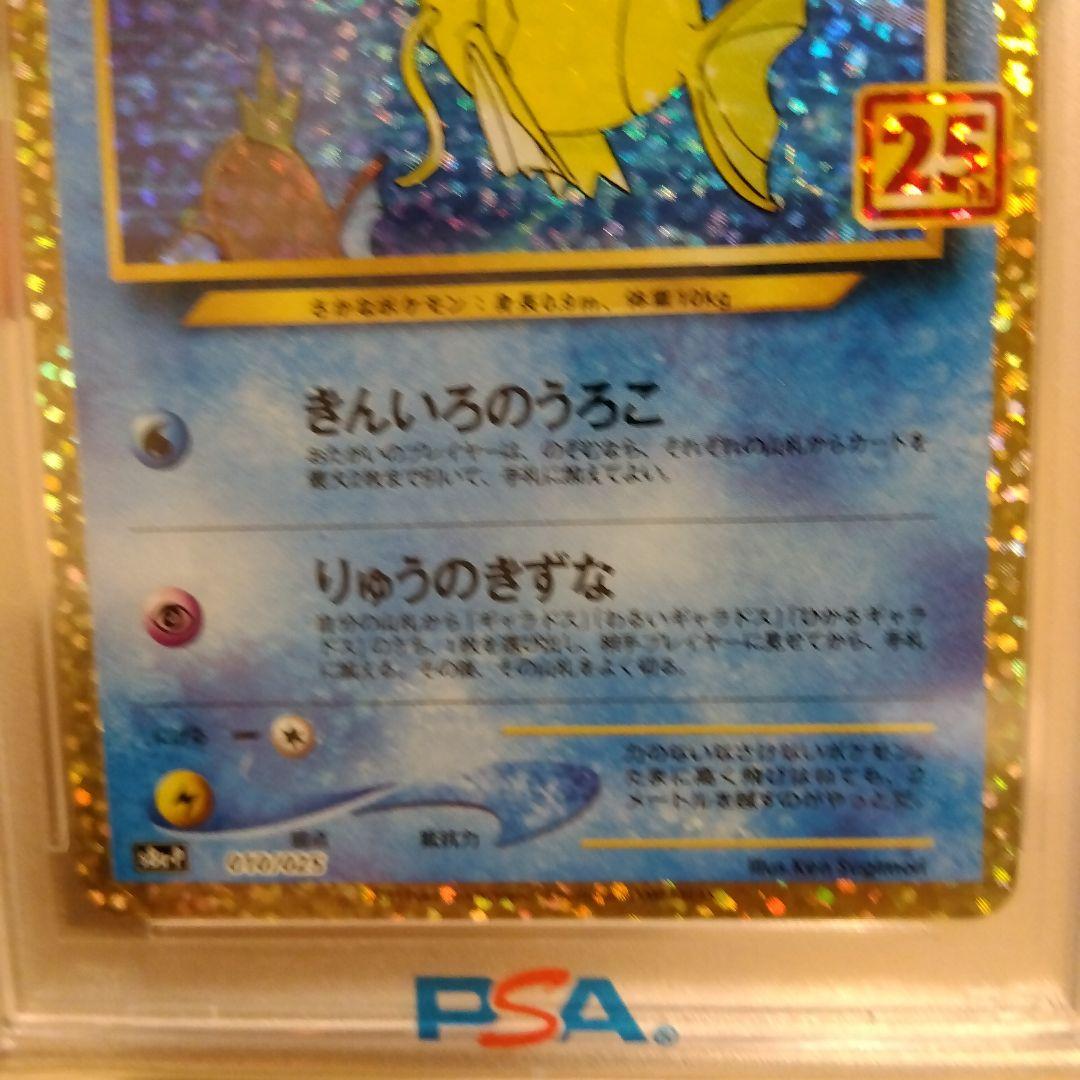 25
さかなポケモン：身長0.9m、体重10kg
きんいろのうろこ
おたがいのプレイヤーは、のぞむなら、それぞれの山札からカートを
最大2枚まで引いて、手札に加えてよい。
りゅうのきずな
自分の山札から「ギャラドス」「わるいギャラドス」「ひかるギャラ
ドス」のうち、1枚を選び出し、相手プレイヤーに見せてから、手札
に加える。その後、その山札をよく切る。
にげる
力のないなさけないポケモン。
たまに高く飛びはねても、2
メートルを越すのがやっとだ。
弱点
抵抗力
010/025
Illus. Ken Sugimori
PSA®